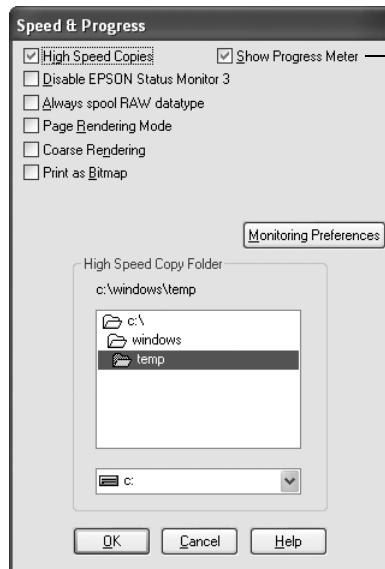 Speed & Progress
High Speed Copies
Show Progress Meter
Disable EPSON Status Monitor 3
Always spool RAW datatype
Page Rendering Mode
Coarse Rendering
Print as Bitmap
Monitoring Preferences
High Speed Copy Folder
c:\windows\temp
c:\
windows
temp
c:
OK
Cancel
Help